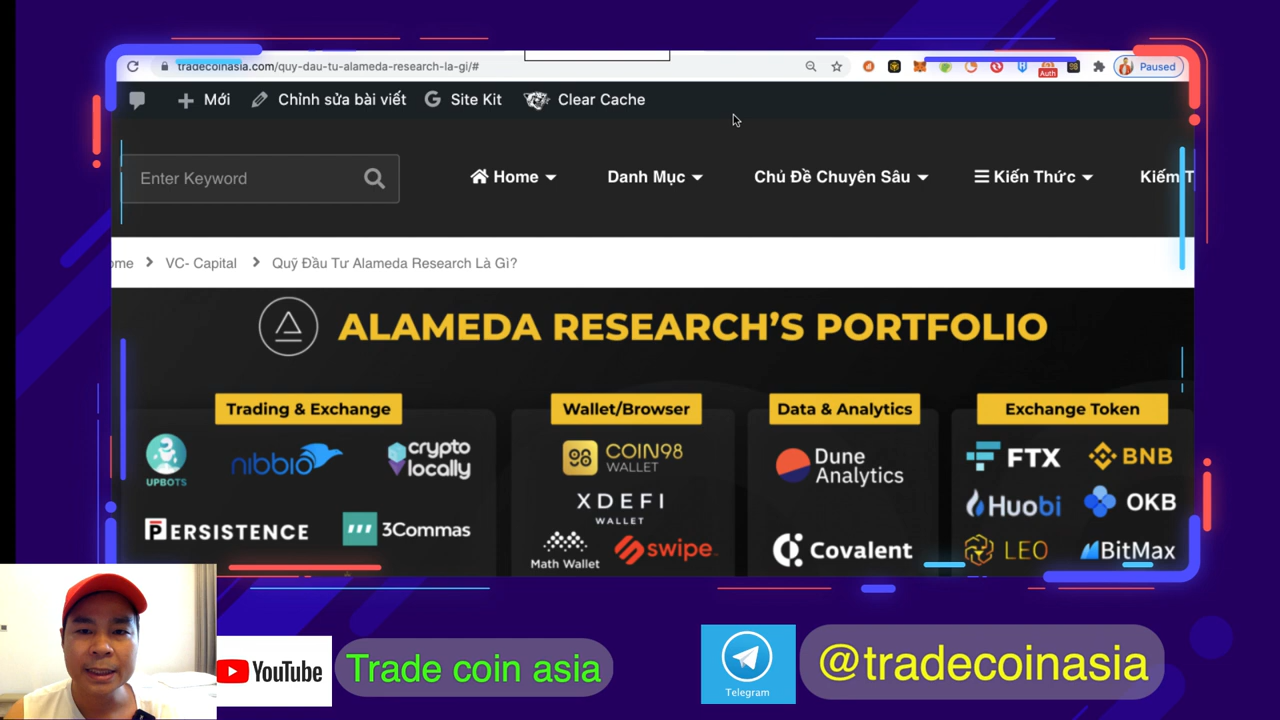 tradecoinasia.com/quy-dau-tu-alameda-research-la-gi/#
Auth
Paused
Mới
Chỉnh sửa bài viết
Site Kit
Clear Cache
Enter Keyword
Home
Danh Mục
Chủ Đề Chuyên Sâu
Kiến Thức
Kiếm T
ome
VC- Capital
Quỹ Đầu Tư Alameda Research Là Gì?
ALAMEDA RESEARCH'S PORTFOLIO
Trading & Exchange
UPBOTS
nibbio
crypto
locally
PERSISTENCE
3Commas
Wallet/Browser
COIN98
WALLET
XDEFI
WALLET
Math Wallet
swipe
Data & Analytics
Dune
Analytics
Covalent
Exchange Token
FTX
BNB
Huobi
OKB
LEO
BitMax
YouTube
Trade coin asia
Telegram
@tradecoinasia